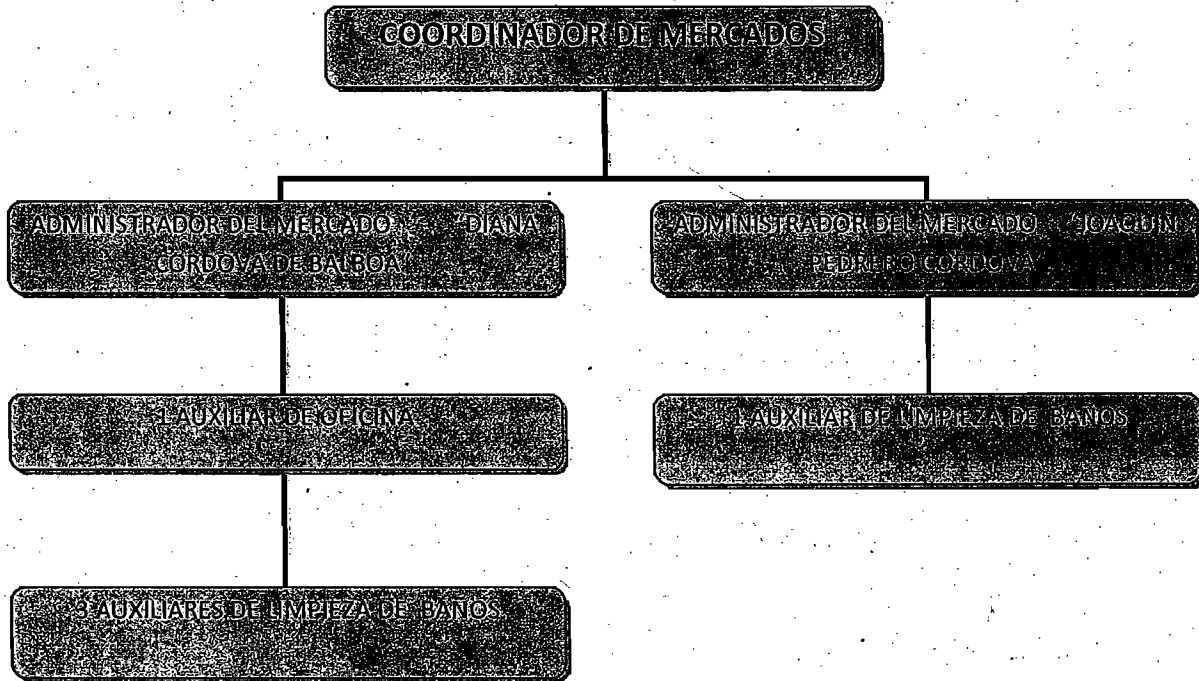 COORDINADOR DE MERCADOS
ADMINISTRADOR DEL MERCADO "DIANA
CORDOVA DE BALBOA"
ADMINISTRADOR DEL MERCADO "JOAQUIN
PEDRERO CORDOVA"
1 AUXILIAR DE OFICINA
1 AUXILIAR DE LIMPIEZA DE BAÑOS
3 AUXILIARES DE LIMPIEZA DE BAÑOS